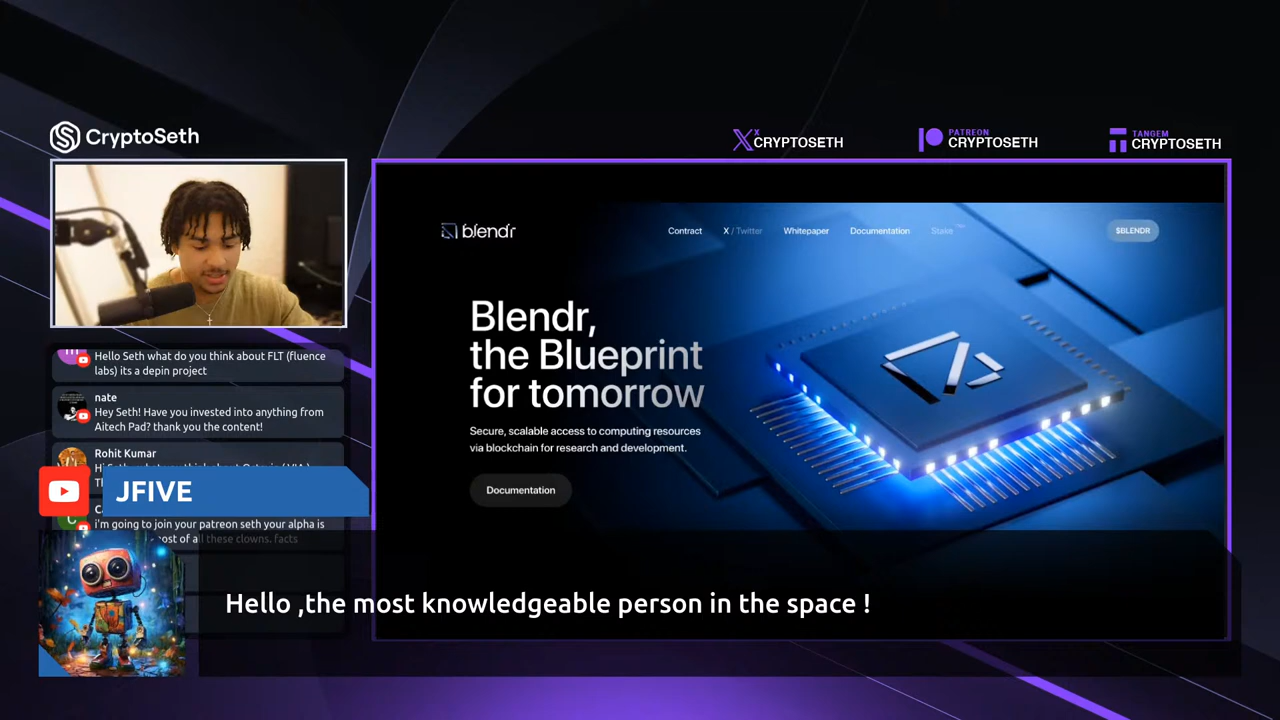 CryptoSeth
X
CRYPTOSETH
PATREON
CRYPTOSETH
TANGEM
CRYPTOSETH
blendr
Contract
X / Twitter
Whitepaper
Documentation
Stake
$BLENDR
Blendr,
the Blueprint
for tomorrow
Secure, scalable access to computing resources
via blockchain for research and development.
Documentation
Hello Seth what do you think about FLT (fluence
labs) its a depin project
nate
Hey Seth! Have you invested into anything from
Aitech Pad? thank you the content!
Rohit Kumar
JFIVE
i'm going to join your patreon seth your alpha is
of all these clowns. facts
Hello ,the most knowledgeable person in the space !